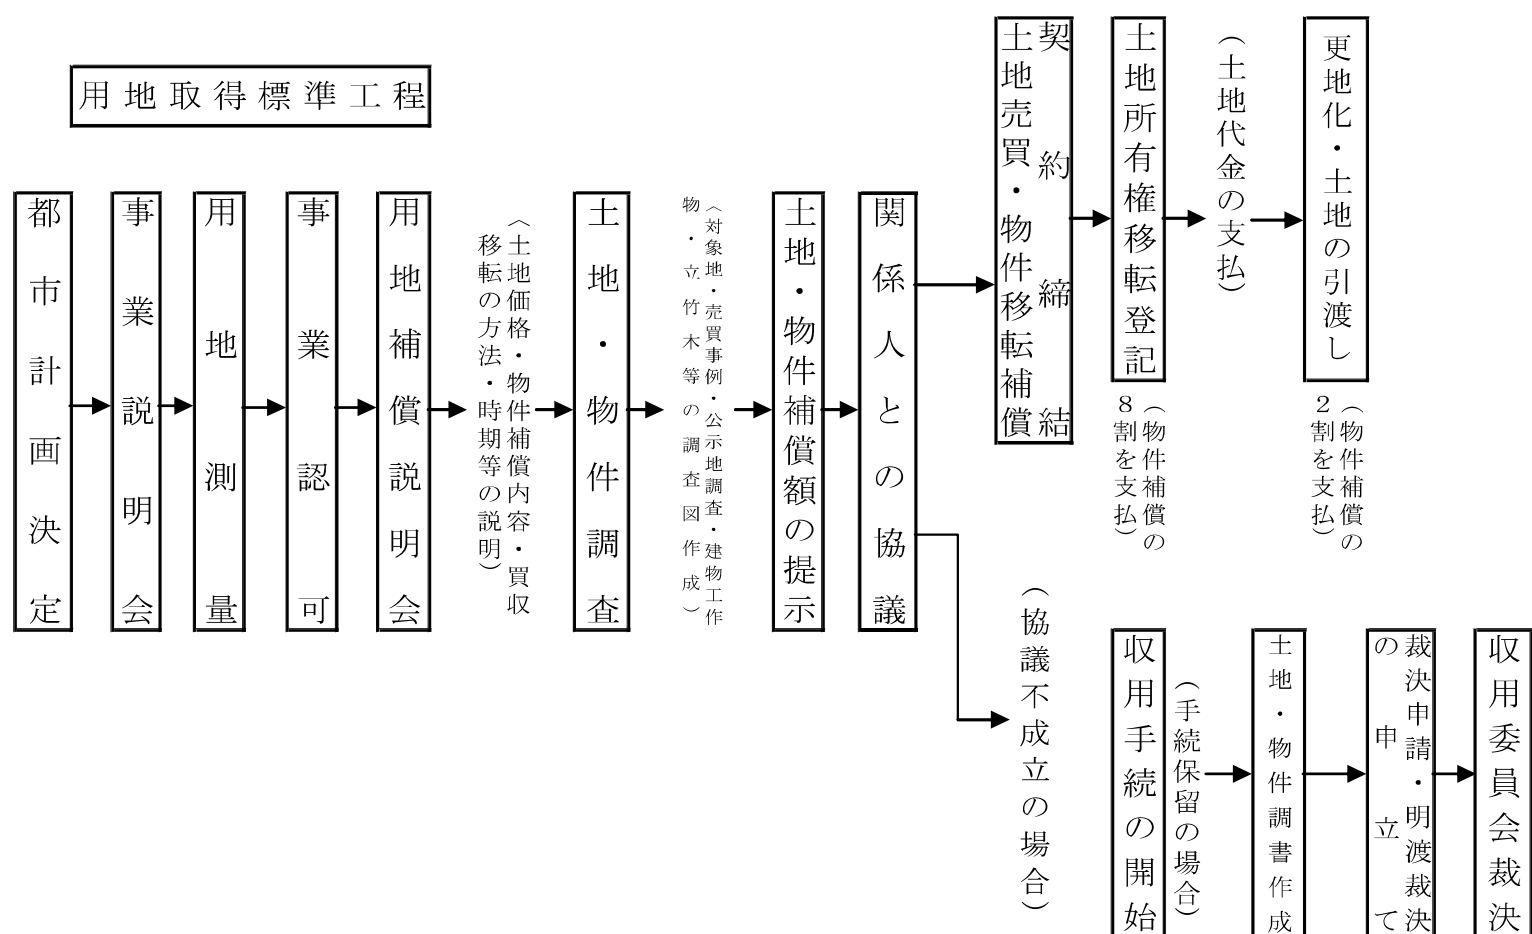 用地取得標準工程
都市計画決定
事業説明会
用地測量
事業認可
用地補償説明会
（土地価格・物件補償内容・買収
移転の方法・時期等の説明）
土地・物件調査
（対象地・売買事例・公示地調査・建物工作
物・立竹木等の調査図作成）
土地・物件補償額の提示
関係人との協議
契約締結
土地売買・物件移転補償
土地所有権移転登記
（物件補償の
８割を支払）
（土地代金の支払）
更地化・土地の引渡し
（物件補償の
２割を支払）
（協議不成立の場合）
収用手続の開始
（手続保留の場合）
土地・物件調書作成
裁決申請・明渡裁決
の申立て
収用委員会裁決